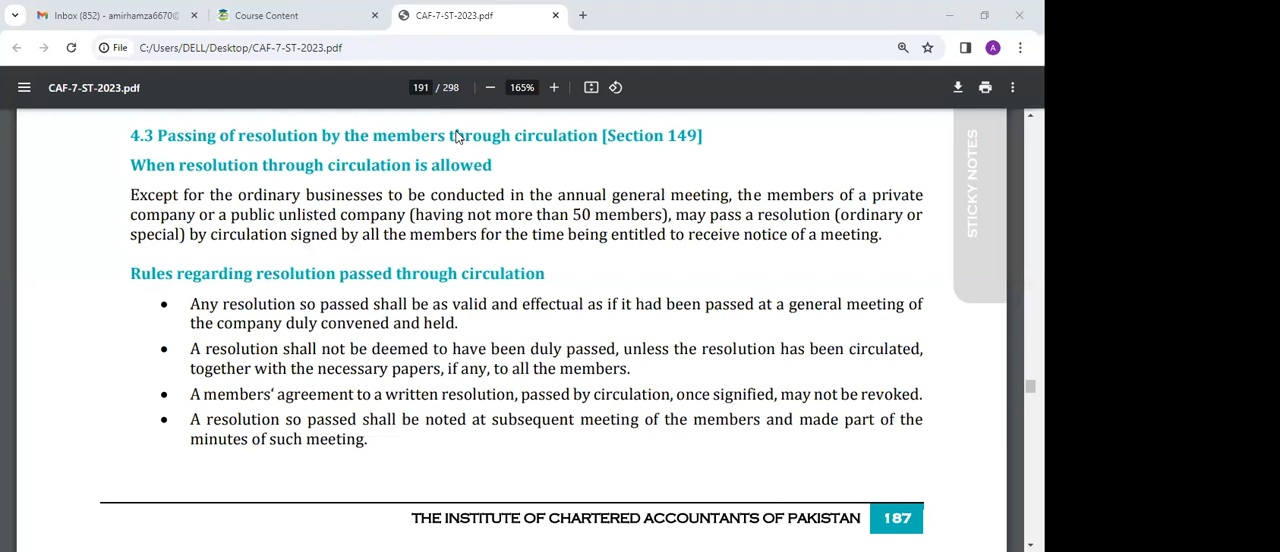 Inbox (852) - amirhamza6670@
Course Content
CAF-7-ST-2023.pdf
File
C:/Users/DELL/Desktop/CAF-7-ST-2023.pdf
A
CAF-7-ST-2023.pdf
191 / 298
165%
4.3 Passing of resolution by the members through circulation [Section 149]
When resolution through circulation is allowed
Except for the ordinary businesses to be conducted in the annual general meeting, the members of a private
company or a public unlisted company (having not more than 50 members), may pass a resolution (ordinary or
special) by circulation signed by all the members for the time being entitled to receive notice of a meeting.
Rules regarding resolution passed through circulation
• Any resolution so passed shall be as valid and effectual as if it had been passed at a general meeting of
the company duly convened and held.
• A resolution shall not be deemed to have been duly passed, unless the resolution has been circulated,
together with the necessary papers, if any, to all the members.
• A members‘ agreement to a written resolution, passed by circulation, once signified, may not be revoked.
• A resolution so passed shall be noted at subsequent meeting of the members and made part of the
minutes of such meeting.
STICKY NOTES
THE INSTITUTE OF CHARTERED ACCOUNTANTS OF PAKISTAN 187